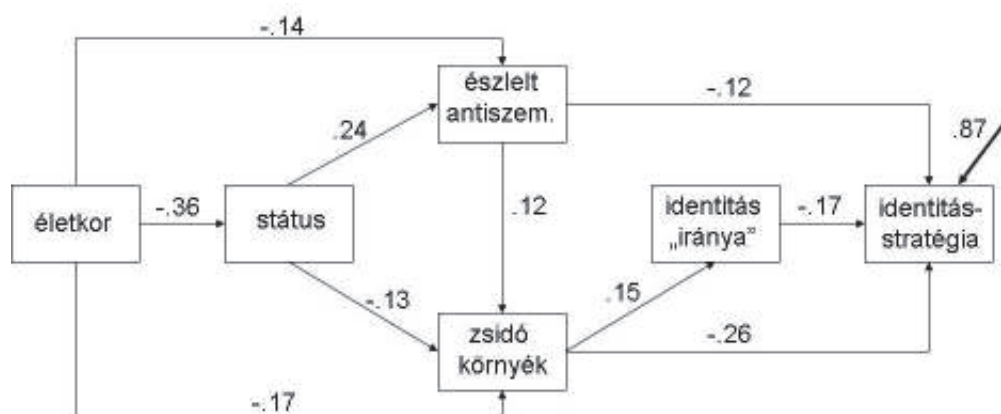 -.14
észlelt
antiszem.
-.12
.24
.87
életkor
-.36
státus
.12
identitás
„iránya”
-.17
identitás-
stratégia
-.13
.15
zsidó
környék
-.26
-.17